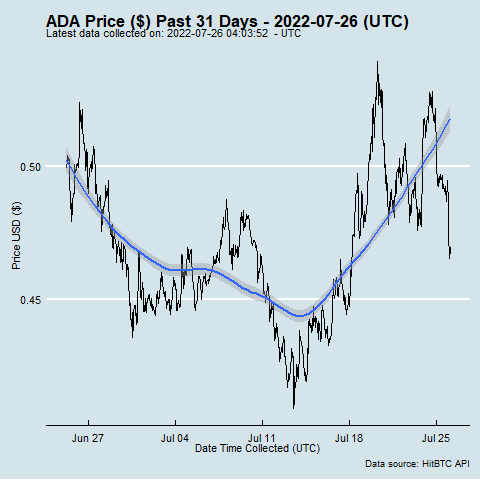 ADA Price ($) Past 31 Days - 2022-07-26 (UTC)
Latest data collected on: 2022-07-26 04:03:52 - UTC
Price USD ($)
0.50
0.45
Jun 27 Jul 04 Jul 11 Jul 18 Jul 25
Date Time Collected (UTC)
Data source: HitBTC API